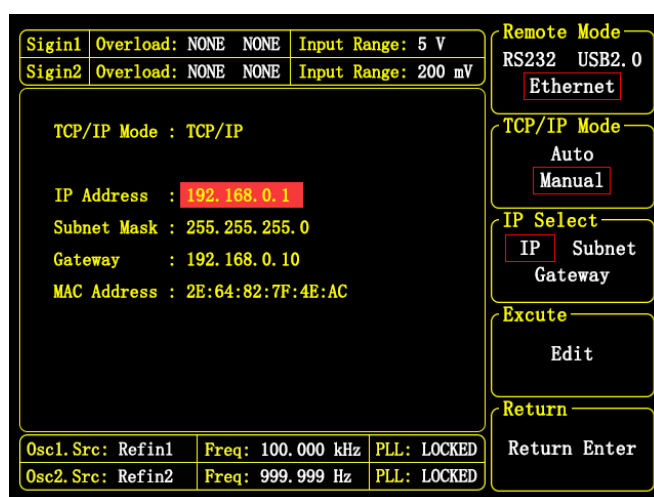 Sigin1 Overload: NONE NONE Input Range: 5 V
Sigin2 Overload: NONE NONE Input Range: 200 mV
TCP/IP Mode : TCP/IP
IP Address : 192.168.0.1
Subnet Mask : 255.255.255.0
Gateway : 192.168.0.10
MAC Address : 2E:64:82:7F:4E:AC
Osc1.Src: Refin1 Freq: 100.000 kHz PLL: LOCKED
Osc2.Src: Refin2 Freq: 999.999 Hz PLL: LOCKED
Remote Mode
RS232 USB2.0
Ethernet
TCP/IP Mode
Auto
Manual
IP Select
IP Subnet
Gateway
Excute
Edit
Return
Return Enter